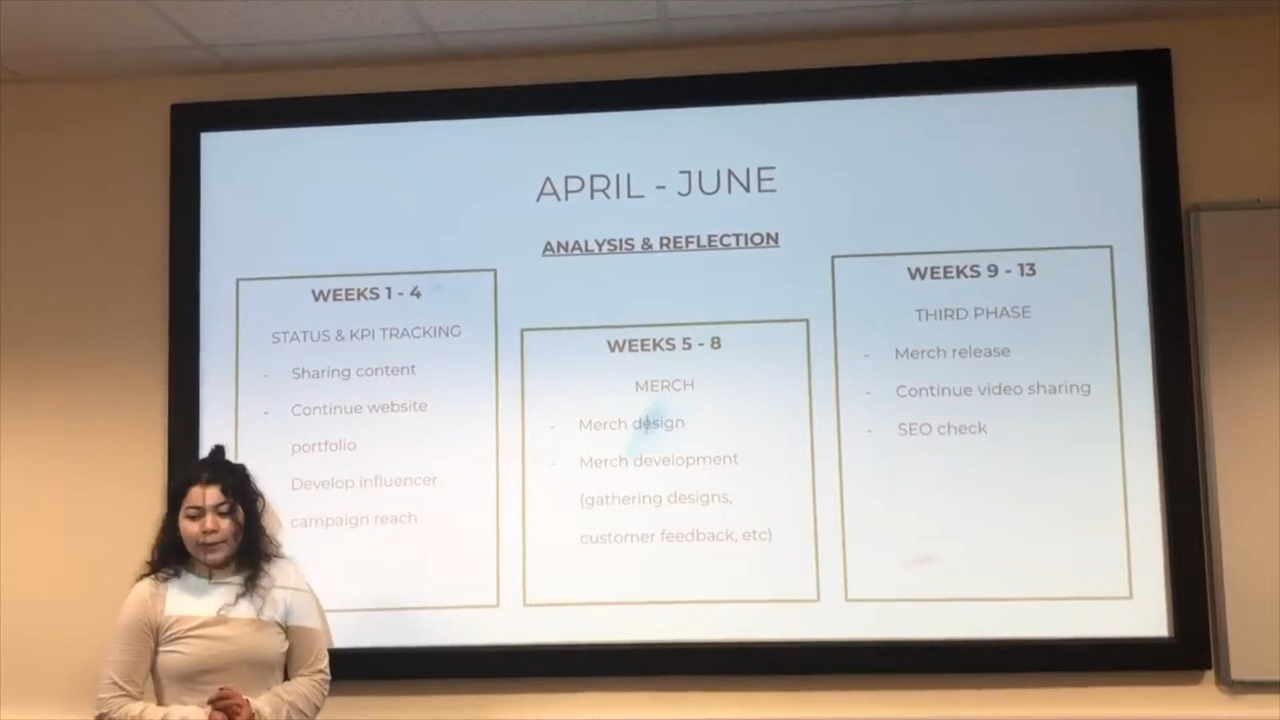 APRIL - JUNE
ANALYSIS & REFLECTION
WEEKS 1 - 4
STATUS & KPI TRACKING
- Sharing content
- Continue website
portfolio
Develop influencer
campaign reach
WEEKS 5 - 8
MERCH
- Merch design
- Merch development
(gathering designs,
customer feedback, etc)
WEEKS 9 - 13
THIRD PHASE
- Merch release
- Continue video sharing
- SEO check